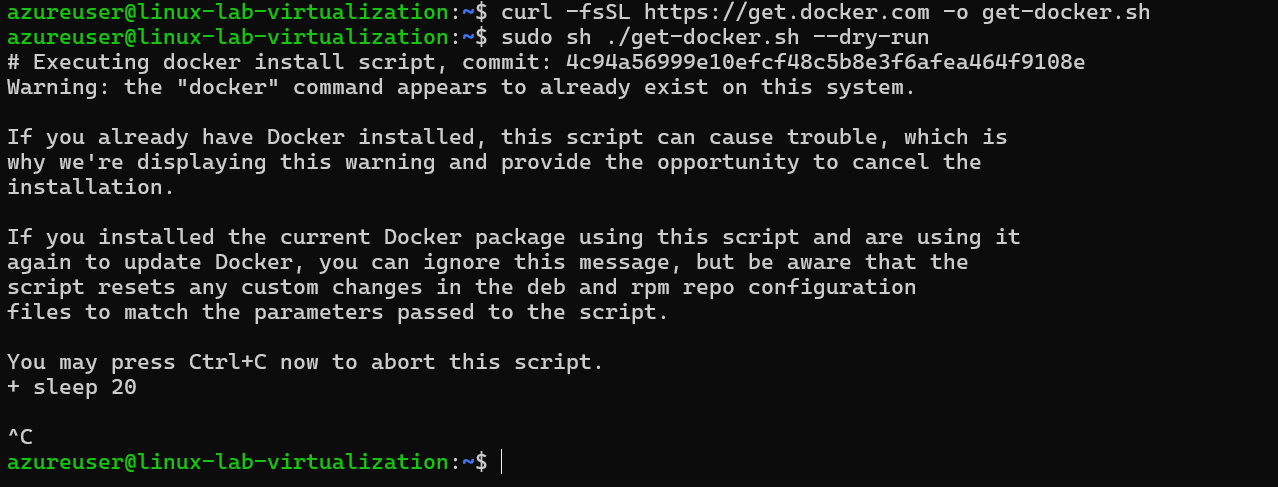 azureuser@linux-lab-virtualization:~$ curl -fsSL https://get.docker.com -o get-docker.sh
azureuser@linux-lab-virtualization:~$ sudo sh ./get-docker.sh --dry-run
# Executing docker install script, commit: 4c94a56999e10efcf48c5b8e3f6afea464f9108e
Warning: the "docker" command appears to already exist on this system.

If you already have Docker installed, this script can cause trouble, which is
why we're displaying this warning and provide the opportunity to cancel the
installation.

If you installed the current Docker package using this script and are using it
again to update Docker, you can ignore this message, but be aware that the
script resets any custom changes in the deb and rpm repo configuration
files to match the parameters passed to the script.

You may press Ctrl+C now to abort this script.
+ sleep 20

^C
azureuser@linux-lab-virtualization:~$